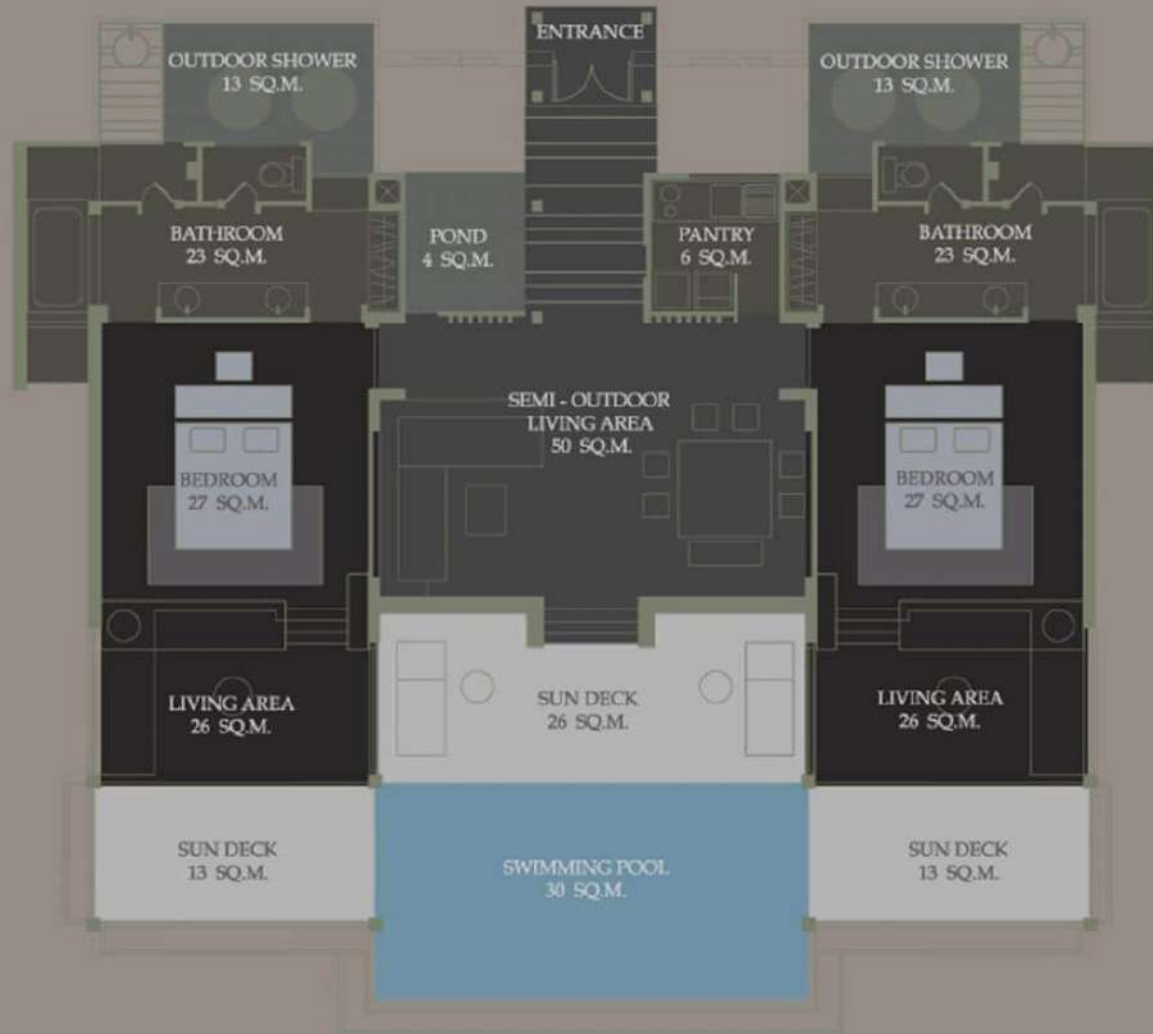 ENTRANCE
OUTDOOR SHOWER
13 SQ.M.
OUTDOOR SHOWER
13 SQ.M.
BATHROOM
23 SQ.M.
POND
4 SQ.M.
PANTRY
6 SQ.M.
BATHROOM
23 SQ.M.
SEMI - OUTDOOR
LIVING AREA
50 SQ.M.
BEDROOM
27 SQ.M.
BEDROOM
27 SQ.M.
LIVING AREA
26 SQ.M.
SUN DECK
26 SQ.M.
LIVING AREA
26 SQ.M.
SUN DECK
13 SQ.M.
SWIMMING POOL
30 SQ.M.
SUN DECK
13 SQ.M.